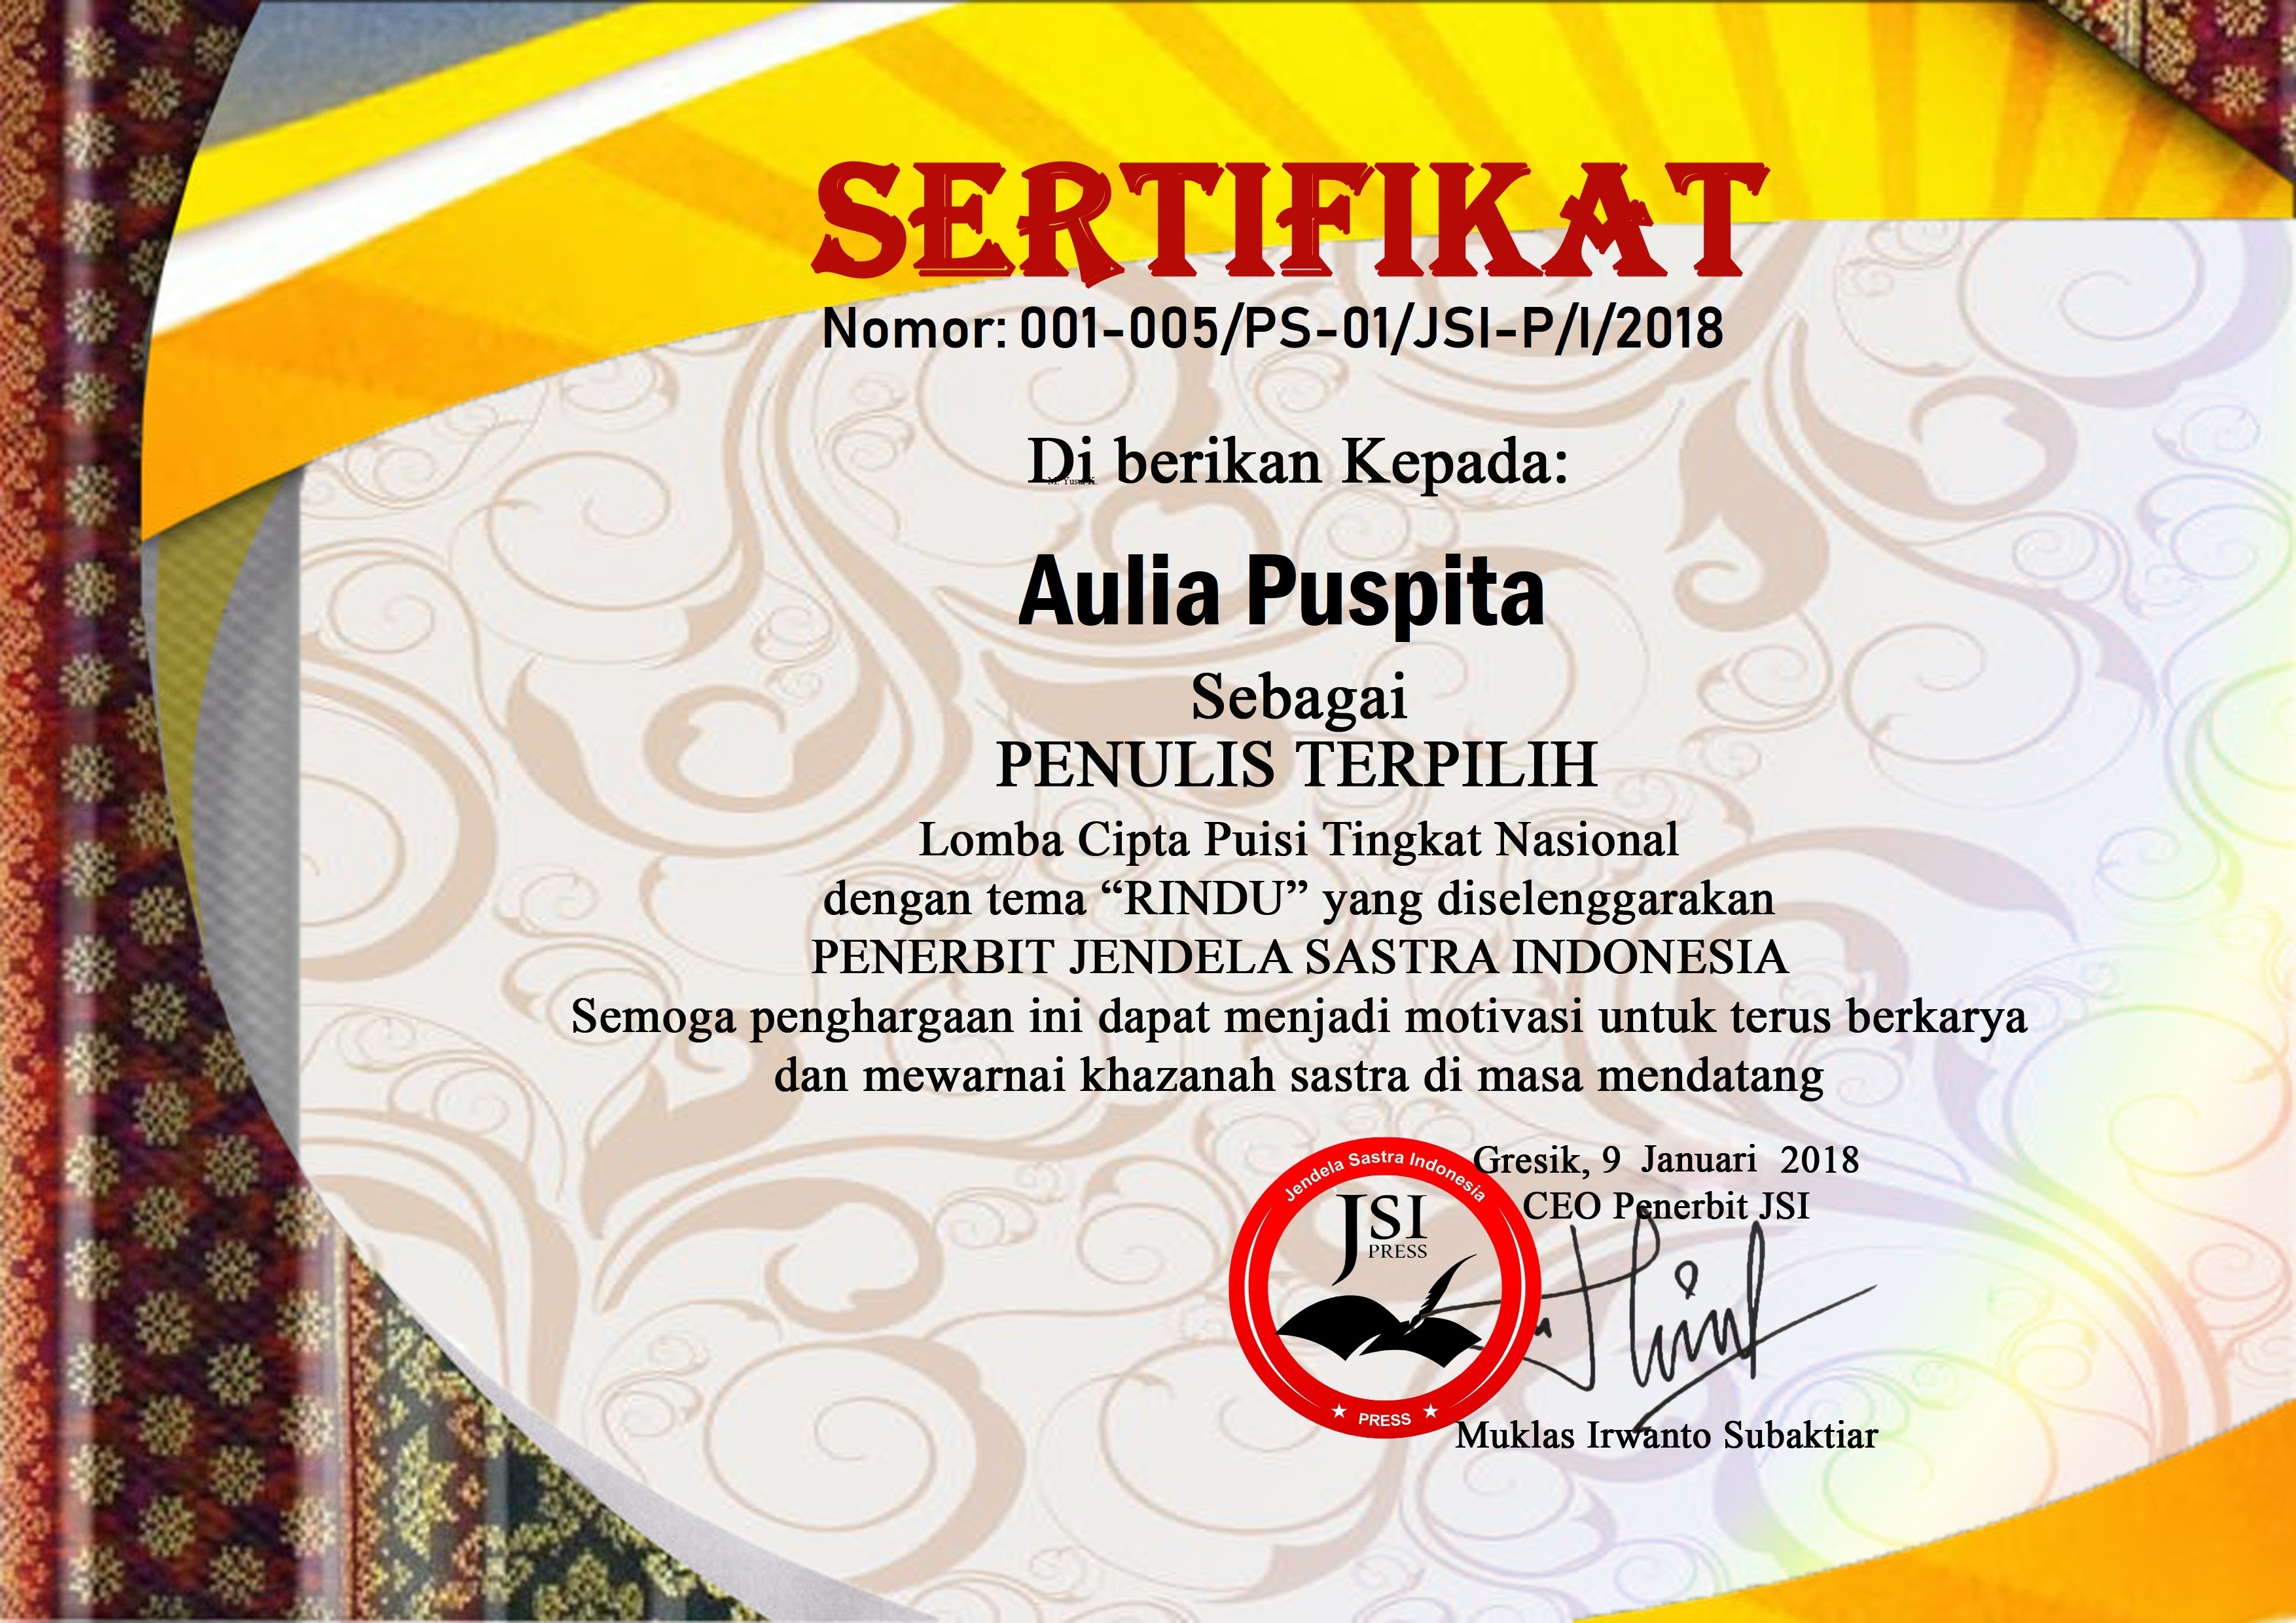 SERTIFIKAT
Nomor: 001-005/PS-01/JSI-P/I/2018
Di berikan Kepada:
Aulia Puspita
Sebagai
PENULIS TERPILIH
Lomba Cipta Puisi Tingkat Nasional
dengan tema “RINDU” yang diselenggarakan
PENERBIT JENDELA SASTRA INDONESIA
Semoga penghargaan ini dapat menjadi motivasi untuk terus berkarya
dan mewarnai khazanah sastra di masa mendatang
Gresik, 9 Januari 2018
CEO Penerbit JSI
Jendela Sastra Indonesia
JSI
PRESS
★ PRESS ★
Muklas Irwanto Subaktiar